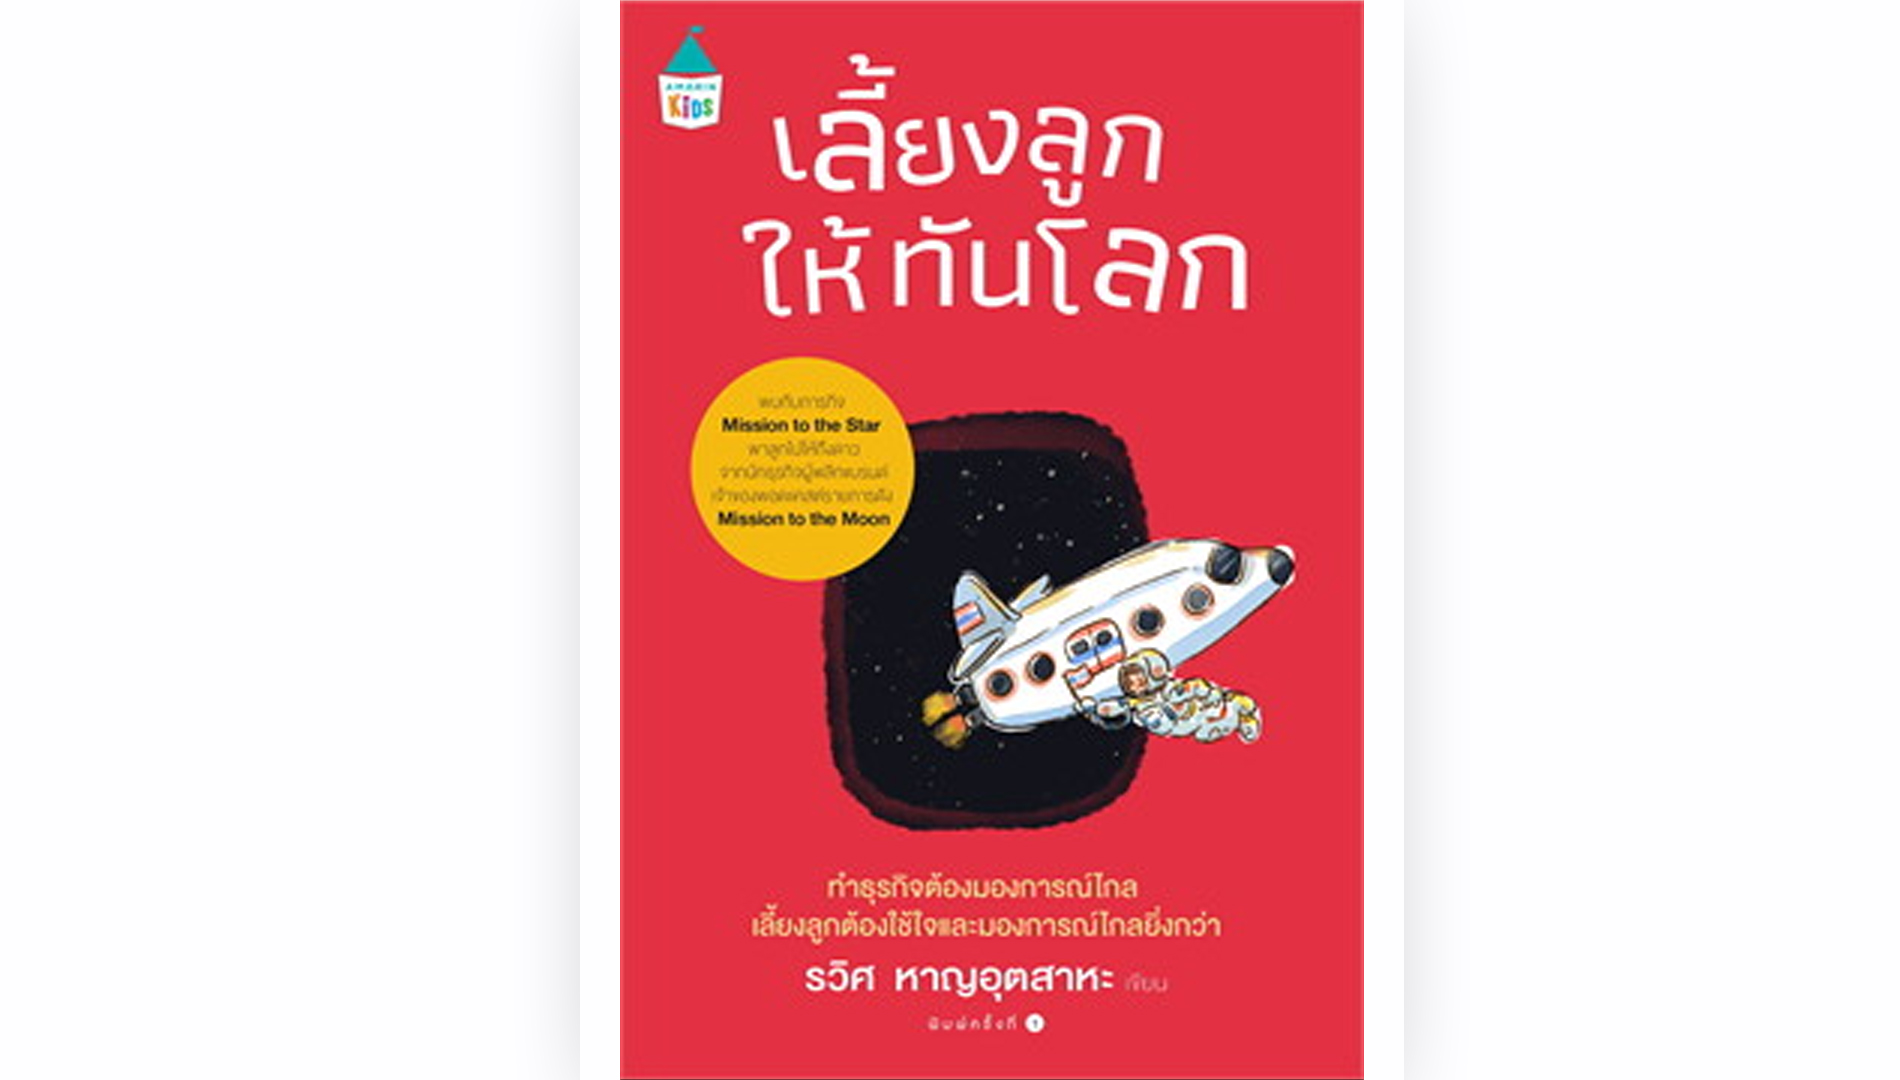 AMARIN
KiDS
เลี้ยงลูก
ให้ทันโลก
พบกับภารกิจ
Mission to the Star
พาลูกไปให้ถึงดาว
จากนักธุรกิจผู้พลิกแบรนด์
เจ้าของพอดแคสต์รายการดัง
Mission to the Moon
ทำธุรกิจต้องมองการณ์ไกล
เลี้ยงลูกต้องใช้ใจและมองการณ์ไกลยิ่งกว่า
รวิศ หาญอุตสาหะ เขียน
พิมพ์ครั้งที่ 1